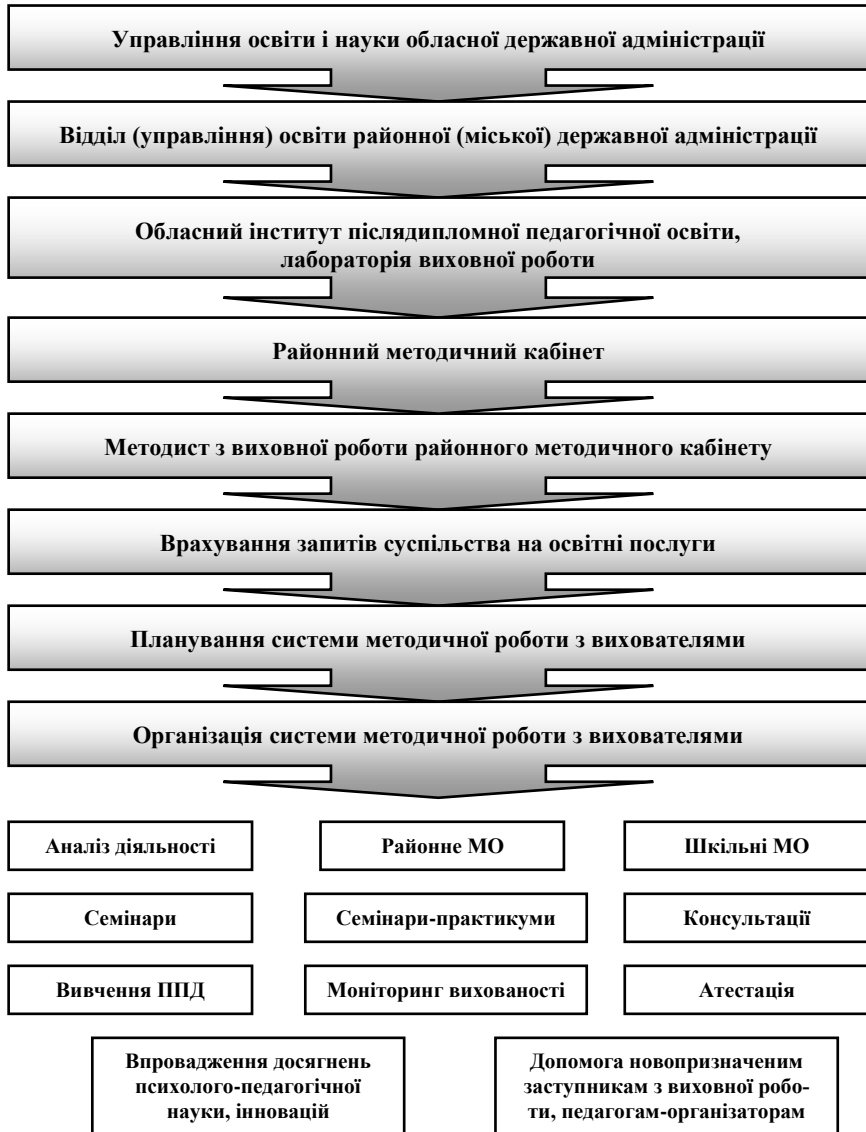 Управління освіти і науки обласної державної адміністрації
Відділ (управління) освіти районної (міської) державної адміністрації
Обласний інститут післядипломної педагогічної освіти,
лабораторія виховної роботи
Районний методичний кабінет
Методист з виховної роботи районного методичного кабінету
Врахування запитів суспільства на освітні послуги
Планування системи методичної роботи з вихователями
Організація системи методичної роботи з вихователями
Аналіз діяльності
Районне МО
Шкільні МО
Семінари
Семінари-практикуми
Консультації
Вивчення ППД
Моніторинг вихованості
Атестація
Впровадження досягнень
психолого-педагогічної
науки, інновацій
Допомога новопризначеним
заступникам з виховної робо-
ти, педагогам-організаторам